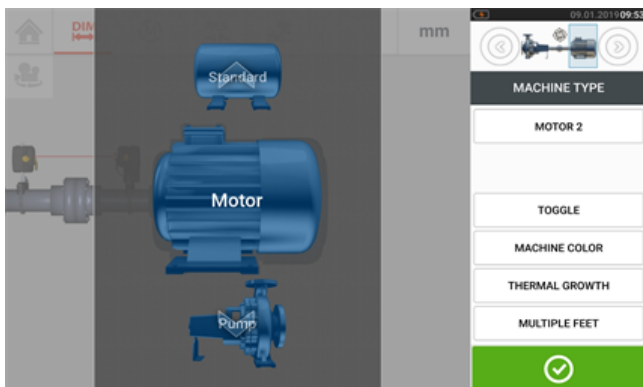 DIM
mm
Standard
Motor
Pump
09.01.2019 09:53
MACHINE TYPE
MOTOR 2
TOGGLE
MACHINE COLOR
THERMAL GROWTH
MULTIPLE FEET